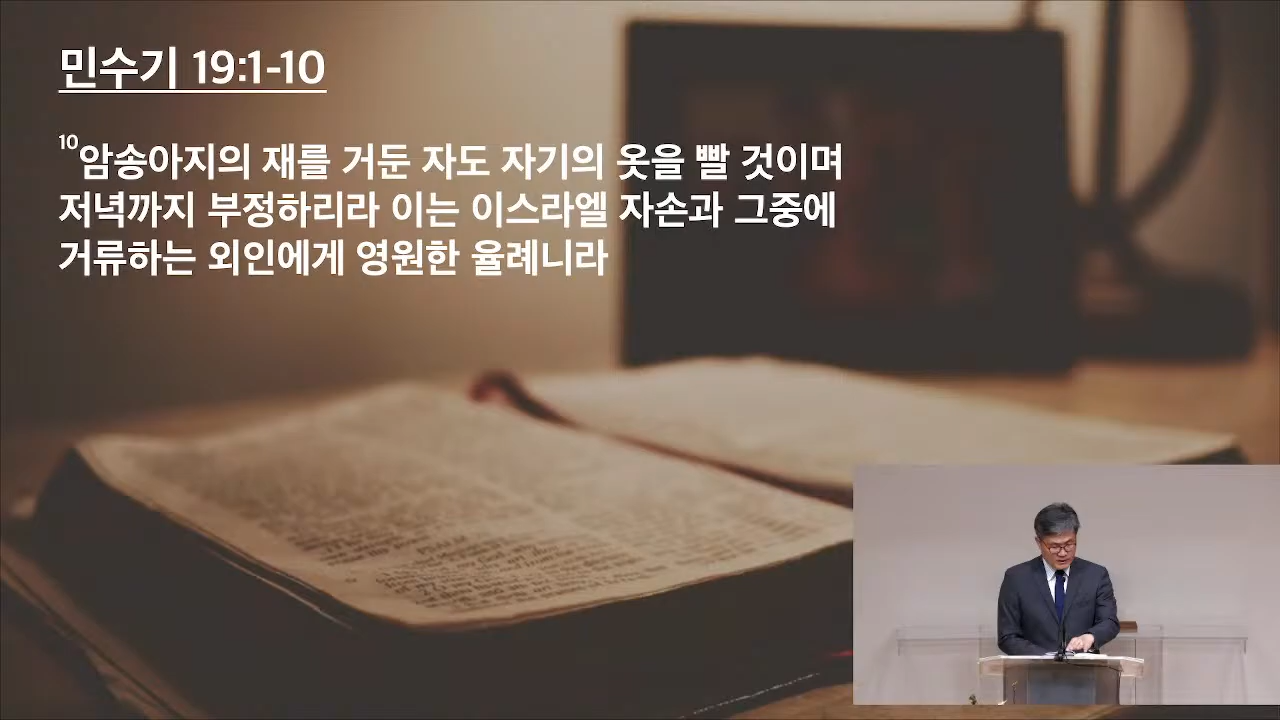 민수기 19:1-10
10암송아지의 재를 거둔 자도 자기의 옷을 빨 것이며
저녁까지 부정하리라 이는 이스라엘 자손과 그중에
거류하는 외인에게 영원한 율례니라